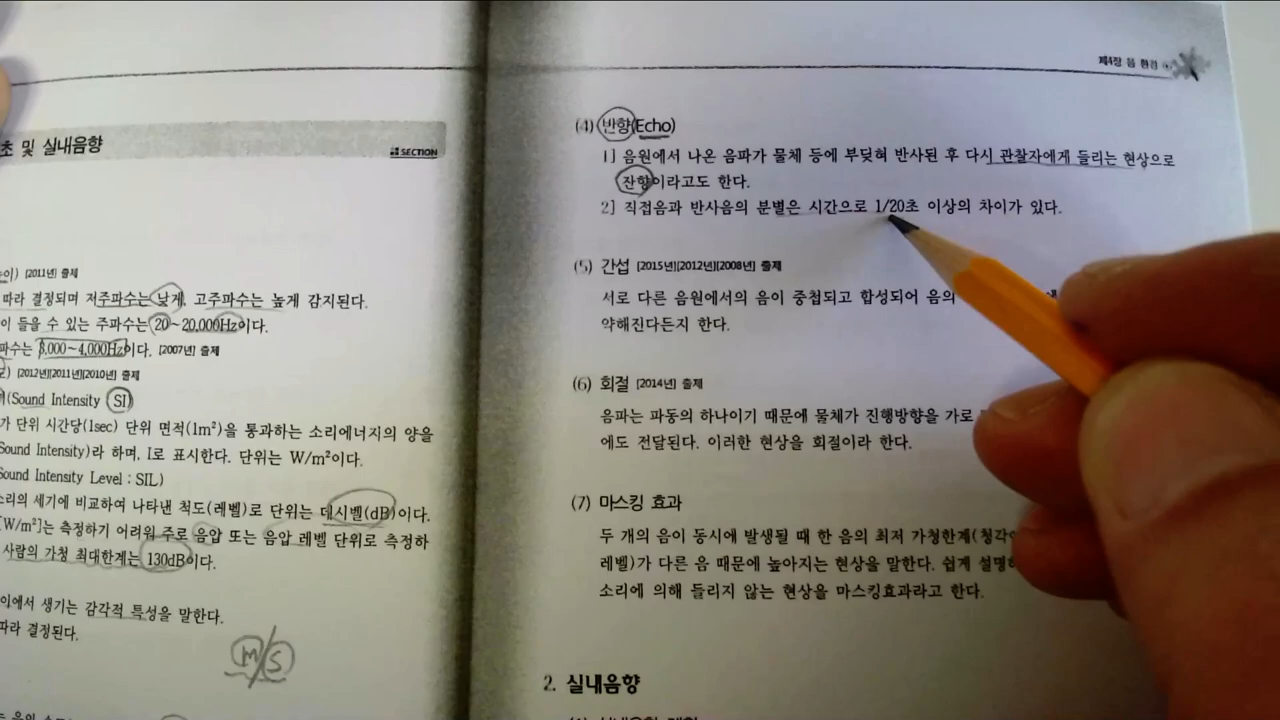 초 및 실내음향
SECTION
[2011년] 출제
따라 결정되며 저주파수는 낮게, 고주파수는 높게 감지된다.
이 들을 수 있는 주파수는 20~20,000Hz이다.
파수는 3,000~4,000Hz이다. [2007년] 출제
[2012년][2011년][2010년] 출제
(Sound Intensity SI)
가 단위 시간당(1sec) 단위 면적(1m²)을 통과하는 소리에너지의 양을
Sound Intensity)라 하며, I로 표시한다. 단위는 W/m²이다.
Sound Intensity Level : SIL)
소리의 세기에 비교하여 나타낸 척도(레벨)로 단위는 데시벨(dB)이다.
[W/m²]는 측정하기 어려워 주로 음압 또는 음압 레벨 단위로 측정하
사람의 가청 최대한계는 130dB이다.
이에서 생기는 감각적 특성을 말한다.
따라 결정된다.
M/S
제4장 음 환경
(4) 반향(Echo)
1] 음원에서 나온 음파가 물체 등에 부딪혀 반사된 후 다시 관찰자에게 들리는 현상으로
잔향이라고도 한다.
2] 직접음과 반사음의 분별은 시간으로 1/20초 이상의 차이가 있다.
(5) 간섭 [2015년][2012년][2008년] 출제
서로 다른 음원에서의 음이 중첩되고 합성되어 음의
약해진다든지 한다.
(6) 회절 [2014년] 출제
음파는 파동의 하나이기 때문에 물체가 진행방향을 가로
에도 전달된다. 이러한 현상을 회절이라 한다.
(7) 마스킹 효과
두 개의 음이 동시에 발생될 때 한 음의 최저 가청한계(청각
레벨)가 다른 음 때문에 높아지는 현상을 말한다. 쉽게 설명
소리에 의해 들리지 않는 현상을 마스킹효과라고 한다.
2. 실내음향